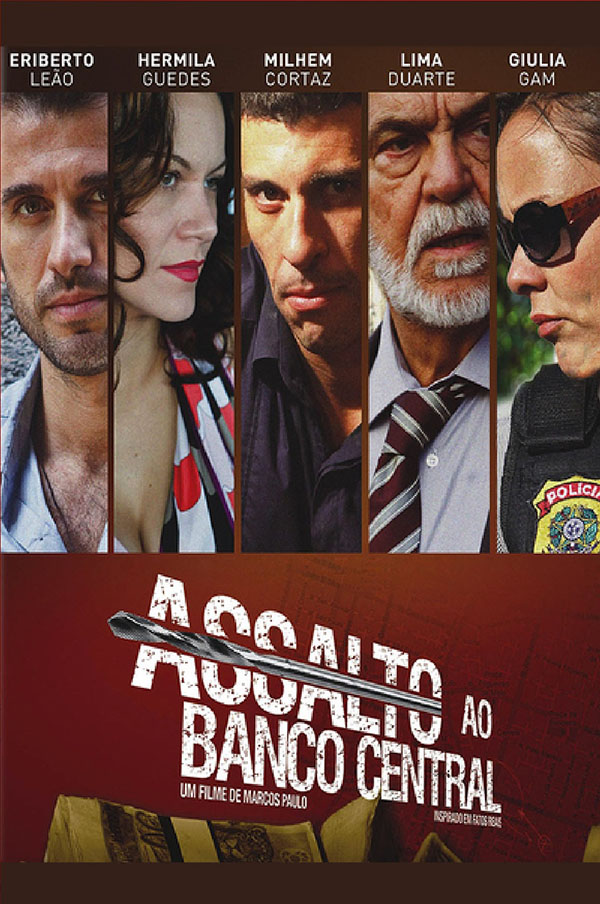 ERIBERTO LEÃO
HERMILA GUEDES
MILHEM CORTAZ
LIMA DUARTE
GIULIA GAM
POLÍCIA
ASSALTO AO
BANCO CENTRAL
UM FILME DE MARCOS PAULO
INSPIRADO EM FATOS REAIS